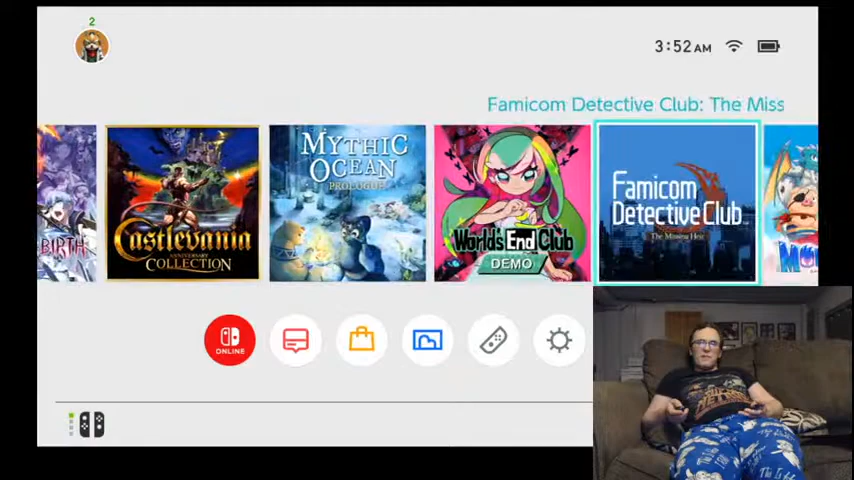 2
3:52 AM
Famicom Detective Club: The Miss
BIRTH
Castlevania
ANNIVERSARY
COLLECTION
MYTHIC
OCEAN
PROLOGUE
World's End Club
DEMO
Famicom
Detective Club
The Missing Heir
MON
ONLINE